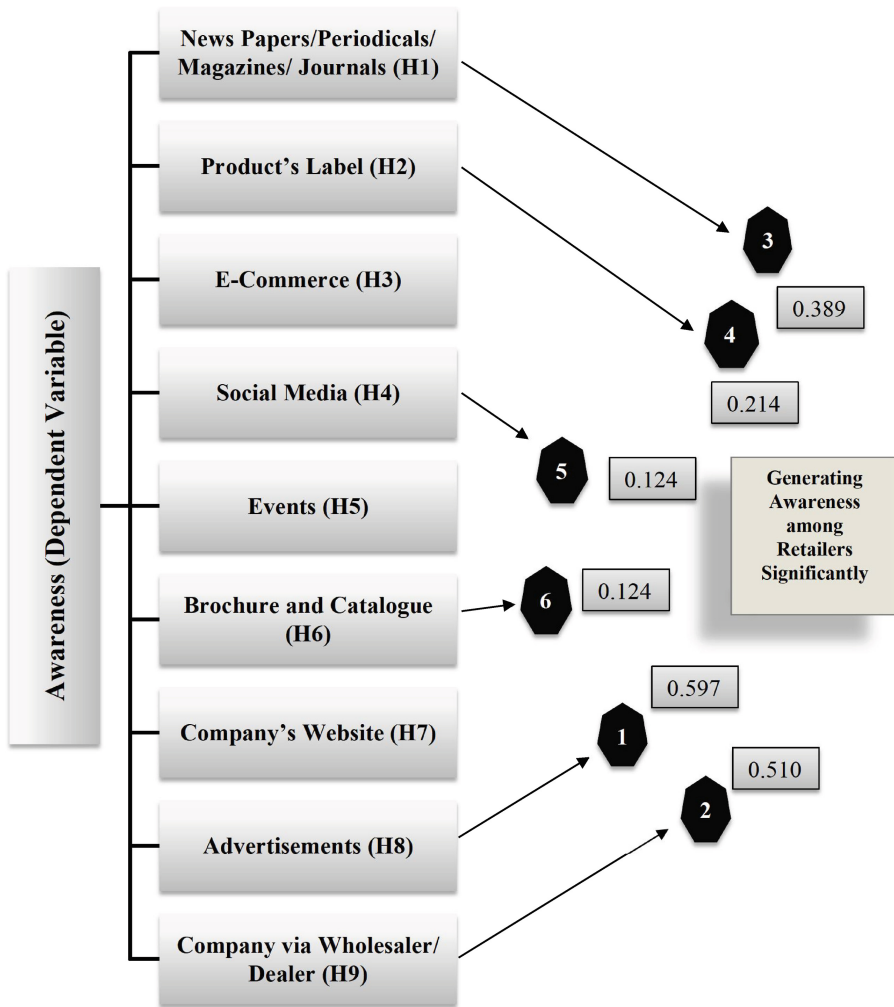 News Papers/Periodicals/
Magazines/ Journals (H1)
Product's Label (H2)
E-Commerce (H3)
Social Media (H4)
Events (H5)
Brochure and Catalogue
(H6)
Company's Website (H7)
Advertisements (H8)
Company via Wholesaler/
Dealer (H9)
Awareness (Dependent Variable)
3
0.389
4
0.214
5
0.124
6
0.124
1
0.597
2
0.510
Generating
Awareness
among
Retailers
Significantly